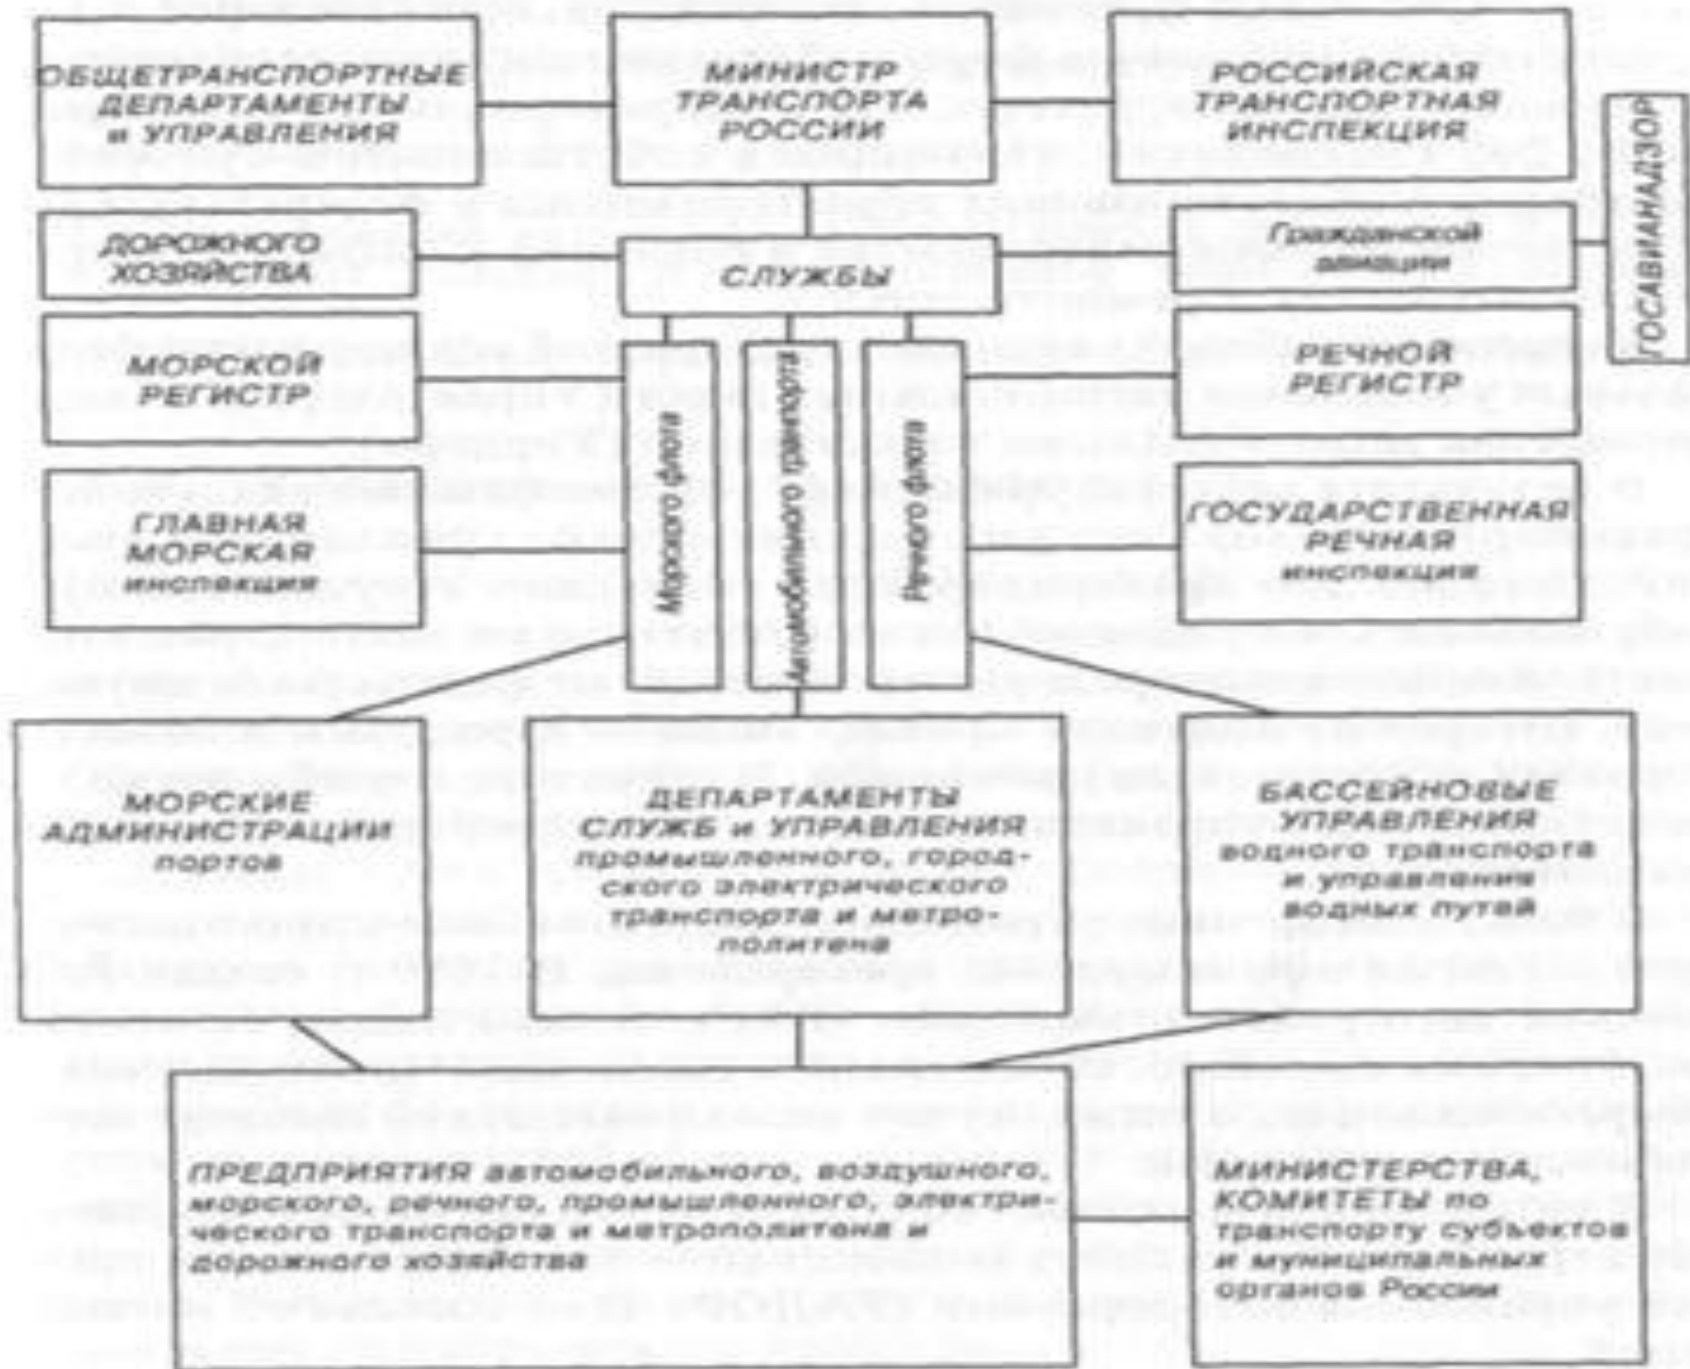 ОБЩЕТРАНСПОРТНЫЕ
ДЕПАРТАМЕНТЫ
и УПРАВЛЕНИЯ
МИНИСТР
ТРАНСПОРТА
РОССИИ
РОССИЙСКАЯ
ТРАНСПОРТНАЯ
ИНСПЕКЦИЯ
ГОСАВИАНАДЗОР
ДОРОЖНОГО
ХОЗЯЙСТВА
СЛУЖБЫ
Гражданской
авиации
МОРСКОЙ
РЕГИСТР
Морского флота
Автомобильного транпорта
Речного флота
РЕЧНОЙ
РЕГИСТР
ГЛАВНАЯ
МОРСКАЯ
инспекция
ГОСУДАРСТВЕННАЯ
РЕЧНАЯ
инспекция
МОРСКИЕ
АДМИНИСТРАЦИИ
портов
ДЕПАРТАМЕНТЫ
СЛУЖБ и УПРАВЛЕНИЯ
промышленного, город-
ского электрического
транспорта и метро-
политена
БАССЕЙНОВЫЕ
УПРАВЛЕНИЯ
водного транспорта
и управления
водных путей
ПРЕДПРИЯТИЯ автомобильного, воздушного,
морского, речного, промышленного, электри-
ческого транспорта и метрополитена и
дорожного хозяйства
МИНИСТЕРСТВА,
КОМИТЕТЫ по
транспорту субъектов
и муниципальных
органов России